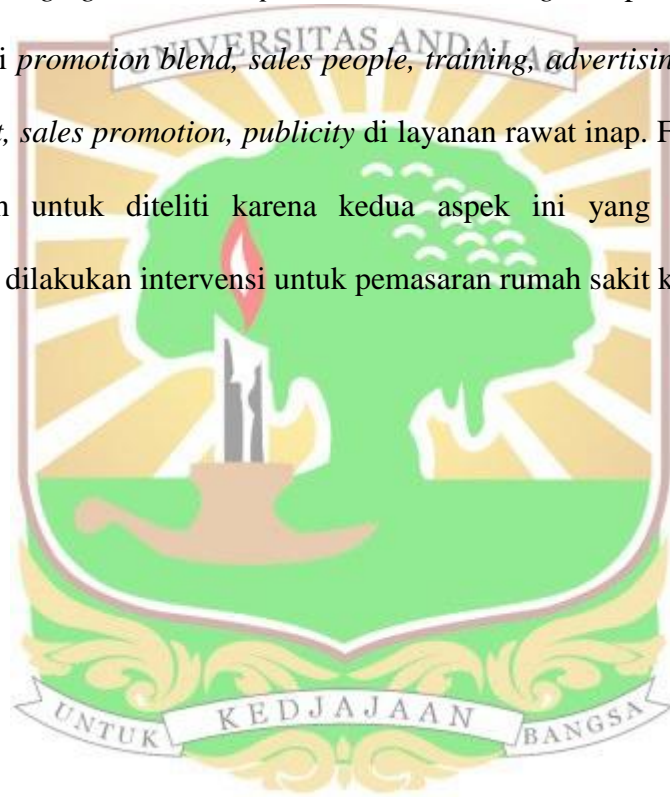 UNIVERSITAS ANDALAS
i promotion blend, sales people, training, advertisin
t, sales promotion, publicity di layanan rawat inap. F
n untuk diteliti karena kedua aspek ini yang
dilakukan intervensi untuk pemasaran rumah sakit k
UNTUK KEDJAJAAN BANGSA